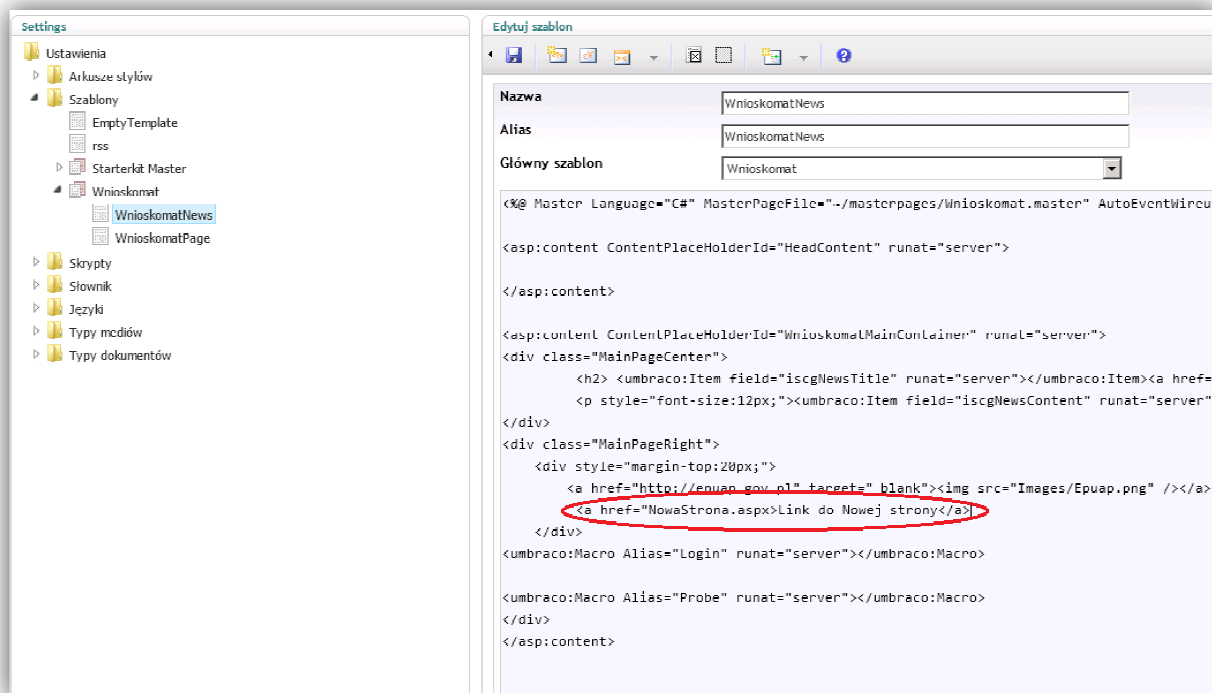 Settings
Ustawienia
Arkusze stylów
Szablony
EmptyTemplate
rss
Starterkit Master
Wnioskomat
WnioskomatNews
WnioskomatPage
Skrypty
Słownik
Języki
Typy mediów
Typy dokumentów
Edytuj szablon
Nazwa WnioskomatNews
Alias WnioskomatNews
Główny szablon Wnioskomat
<%@ Master Language="C#" MasterPageFile="~/masterpages/Wnioskomat.master" AutoEventWireu
<asp:content ContentPlaceHolderId="HeadContent" runat="server">
</asp:content>
<asp:content ContentPlaceHolderId="WnioskomatMainContainer" runat="server">
<div class="MainPageCenter">
<h2> <umbraco:Item field="iscgNewsTitle" runat="server"></umbraco:Item><a href=
<p style="font-size:12px;"><umbraco:Item field="iscgNewsContent" runat="server"
</div>
<div class="MainPageRight">
<div style="margin-top:20px;">
<a href="http://epuap.gov.pl" target="_blank"><img src="Images/Epuap.png" /></a>
<a href="NowaStrona.aspx>Link do Nowej strony</a>
</div>
<umbraco:Macro Alias="Login" runat="server"></umbraco:Macro>
<umbraco:Macro Alias="Probe" runat="server"></umbraco:Macro>
</div>
</asp:content>